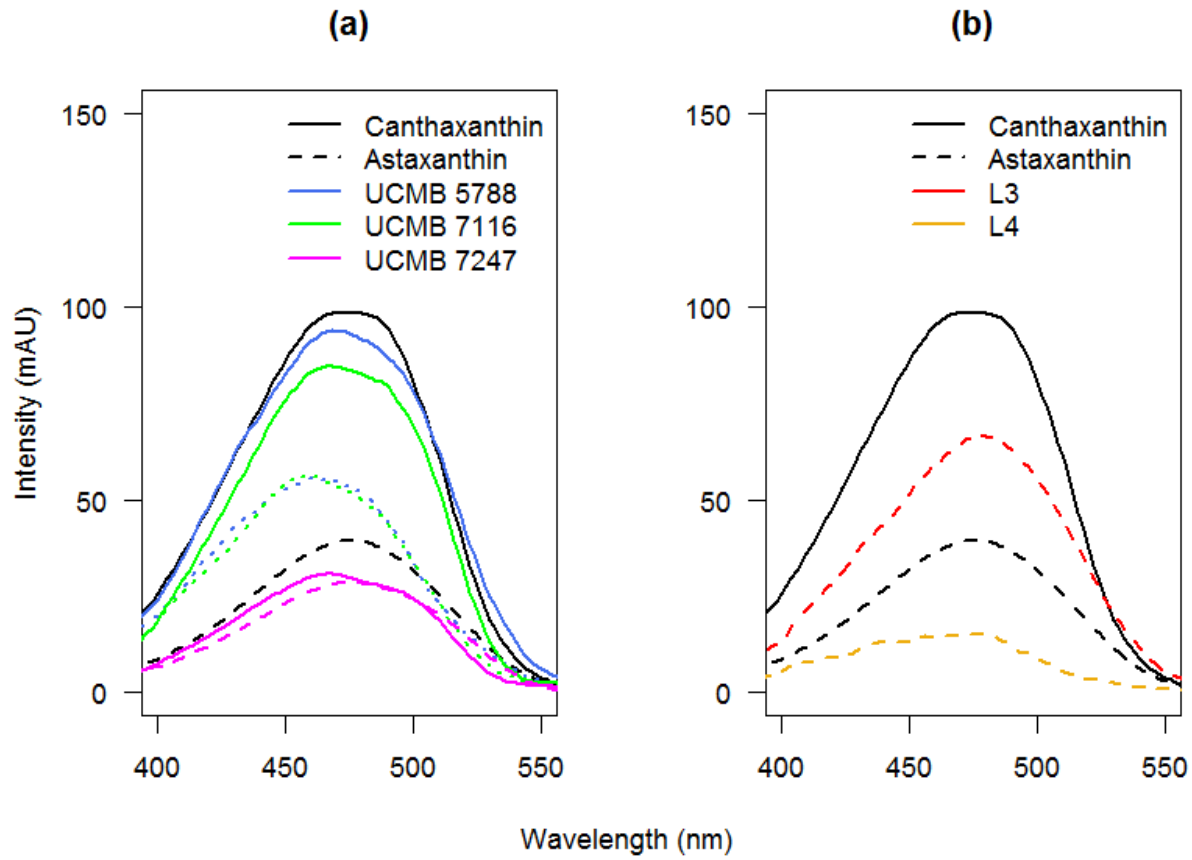 (a)
(b)
150
100
50
0
400
450
500
550
Canthaxanthin
Astaxanthin
UCMB 5788
UCMB 7116
UCMB 7247
150
100
50
0
400
450
500
550
Canthaxanthin
Astaxanthin
L3
L4
Intensity (mAU)
Wavelength (nm)